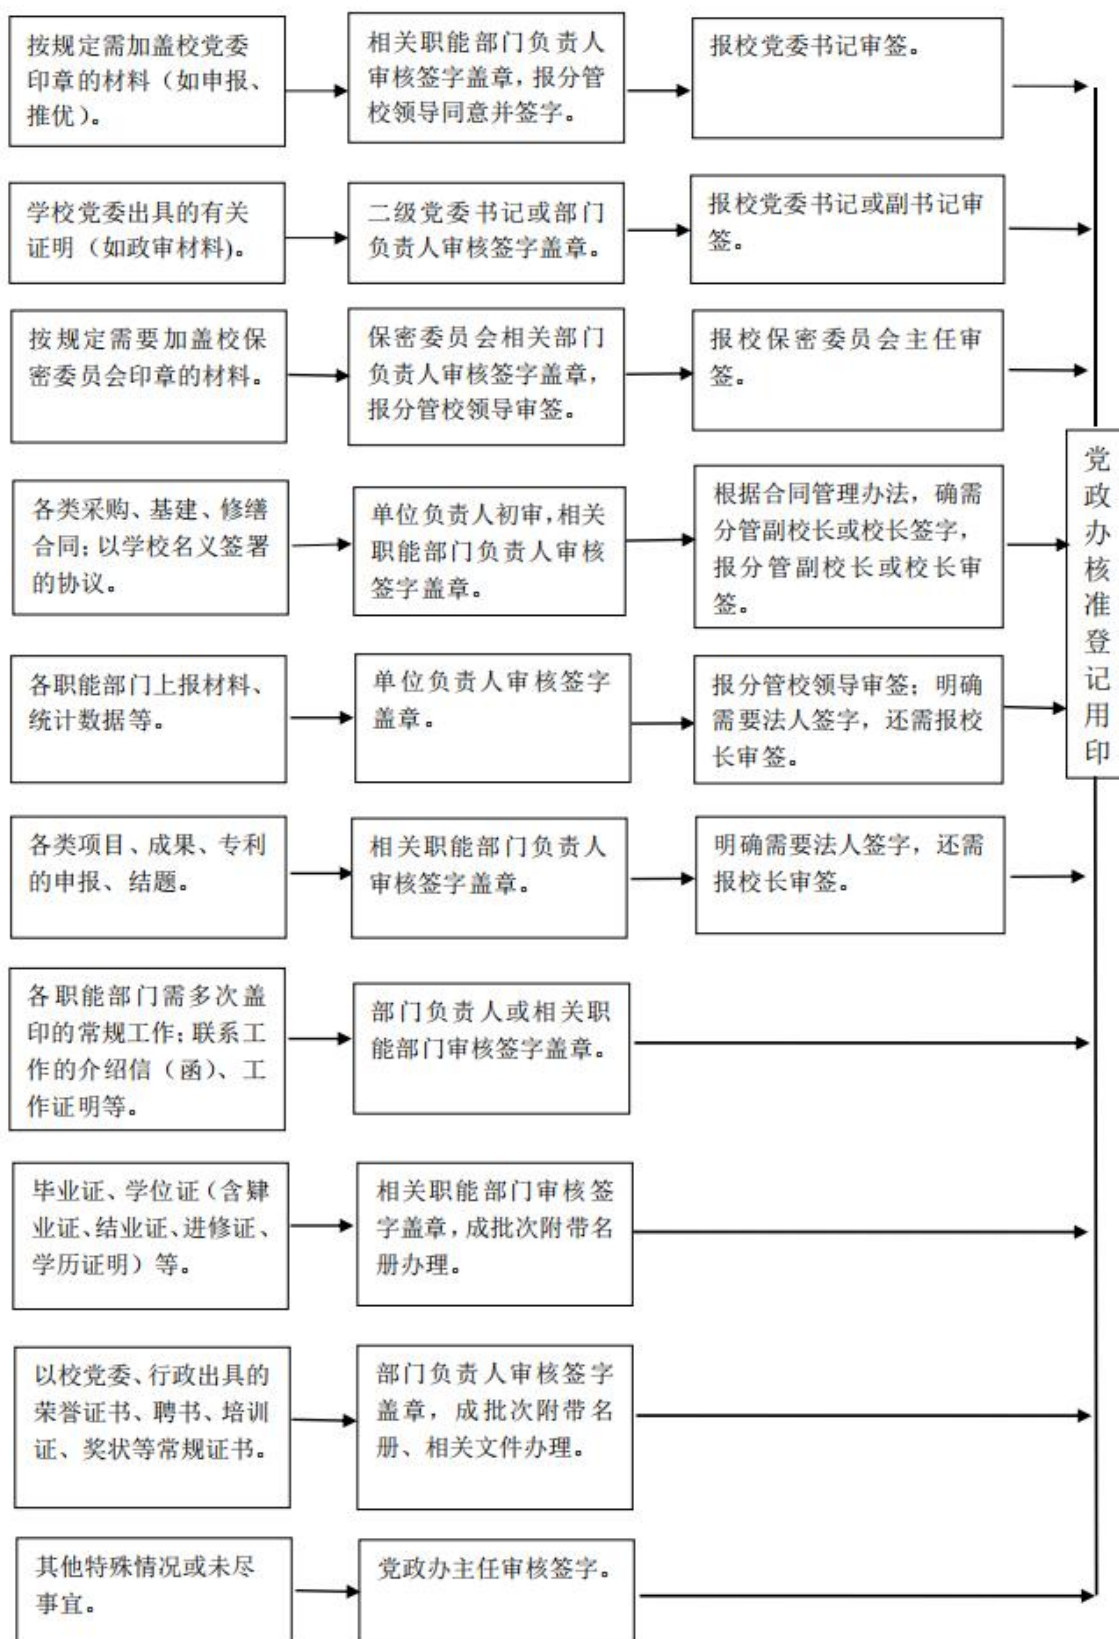 按规定需加盖校党委
印章的材料（如申报、
推优）。
相关职能部门负责人
审核签字盖章，报分管
校领导同意并签字。
报校党委书记审签。
学校党委出具的有关
证明（如政审材料)。
二级党委书记或部门
负责人审核签字盖章。
报校党委书记或副书记审
签。
按规定需要加盖校保
密委员会印章的材料。
保密委员会相关部门
负责人审核签字盖章，
报分管校领导审签。
报校保密委员会主任审
签。
各类采购、基建、修缮
合同；以学校名义签署
的协议。
单位负责人初审，相关
职能部门负责人审核
签字盖章。
根据合同管理办法，确需
分管副校长或校长签字，
报分管副校长或校长审
签。
各职能部门上报材料、
统计数据等。
单位负责人审核签字
盖章。
报分管校领导审签；明确
需要法人签字，还需报校
长审签。
各类项目、成果、专利
的申报、结题。
相关职能部门负责人
审核签字盖章。
明确需要法人签字，还需
报校长审签。
各职能部门需多次盖
印的常规工作；联系工
作的介绍信（函）、工
作证明等。
部门负责人或相关职
能部门审核签字盖章。
毕业证、学位证（含肄
业证、结业证、进修证、
学历证明）等。
相关职能部门审核签
字盖章，成批次附带名
册办理。
以校党委、行政出具的
荣誉证书、聘书、培训
证、奖状等常规证书。
部门负责人审核签字
盖章，成批次附带名
册、相关文件办理。
其他特殊情况或未尽
事宜。
党政办主任审核签字。
党政办核准登记用印